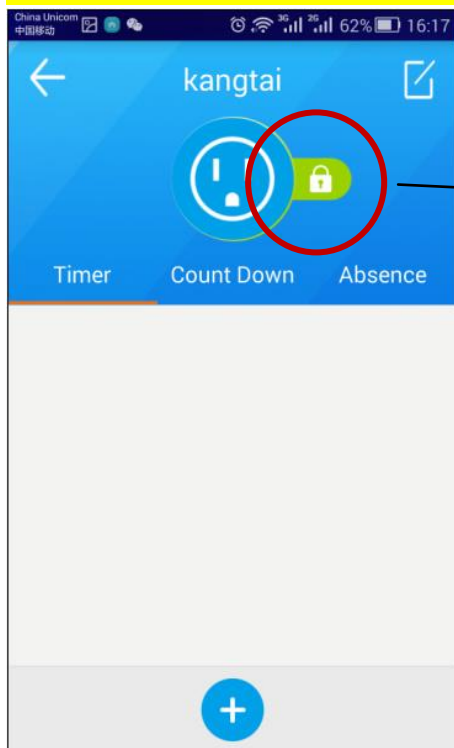 China Unicom
中国移动
3G 2G 62% 16:17
kangtai
Timer Count Down Absence